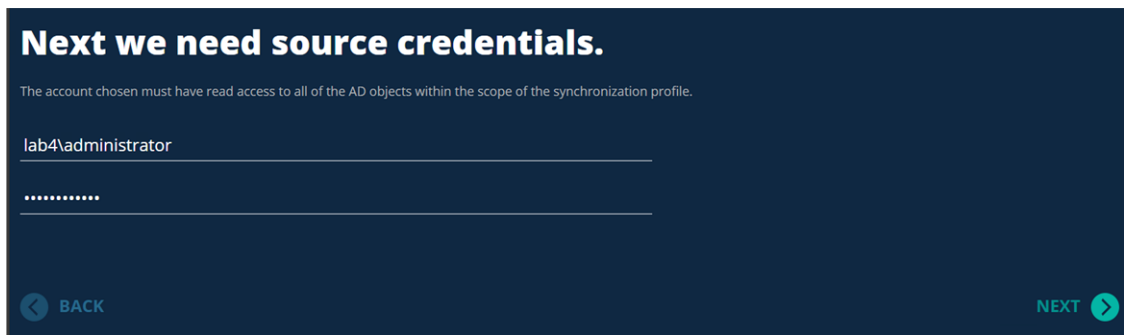 Next we need source credentials.
The account chosen must have read access to all of the AD objects within the scope of the synchronization profile.
lab4\administrator
••••••••••••
BACK
NEXT